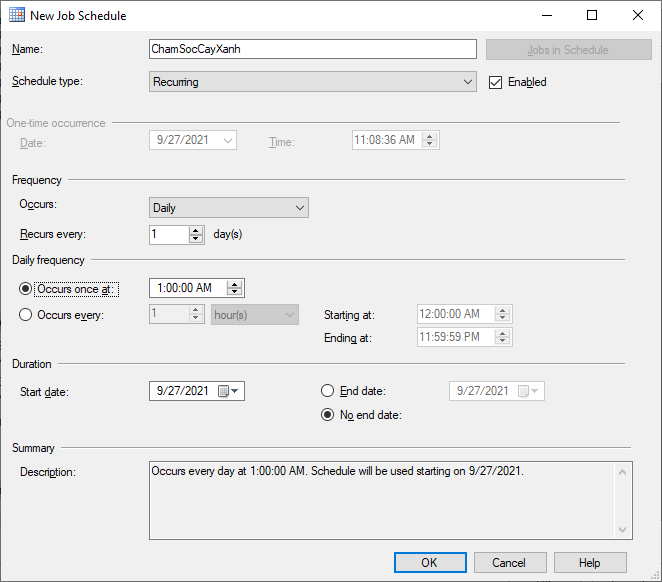 New Job Schedule
Name: ChamSocCayXanh Jobs in Schedule
Schedule type: Recurring Enabled
One-time occurrence
Date: 9/27/2021 Time: 11:08:36 AM
Frequency
Occurs: Daily
Recurs every: 1 day(s)
Daily frequency
Occurs once at: 1:00:00 AM
Occurs every: 1 hour(s) Starting at: 12:00:00 AM
Ending at: 11:59:59 PM
Duration
Start date: 9/27/2021 End date: 9/27/2021
No end date:
Summary
Description: Occurs every day at 1:00:00 AM. Schedule will be used starting on 9/27/2021.
OK Cancel Help